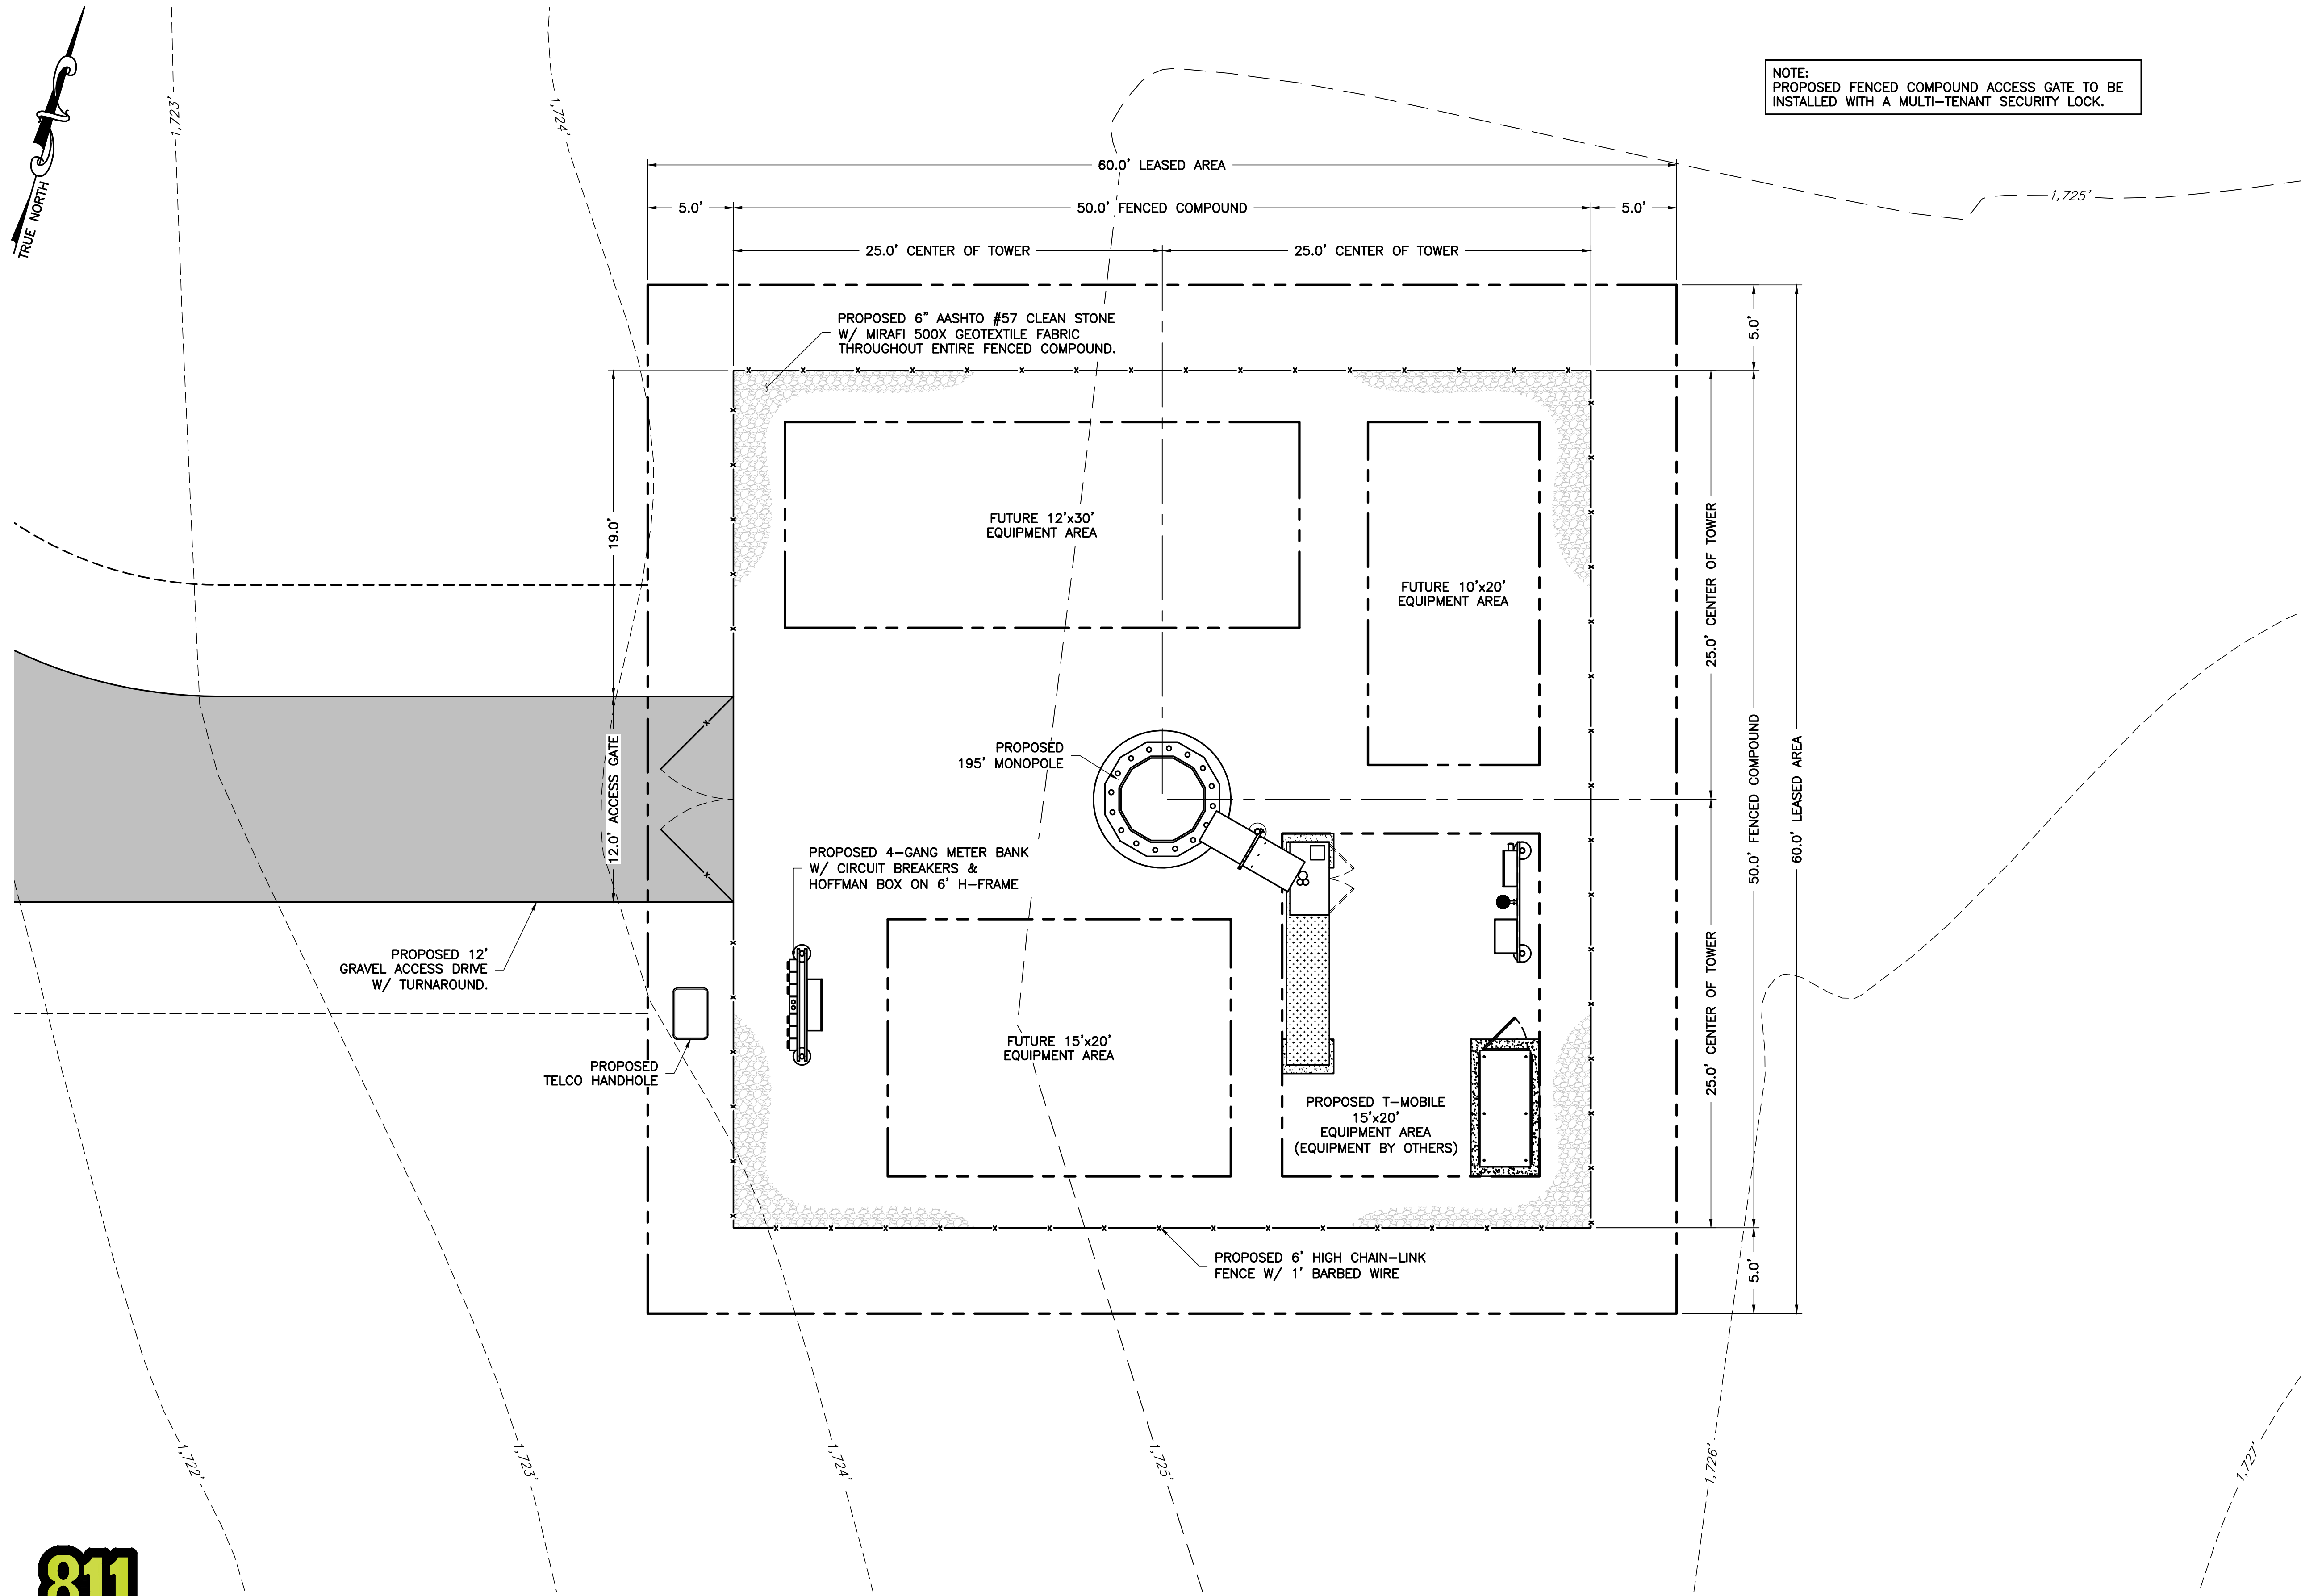 TRUE NORTH
1,723'
1,724'
NOTE:
PROPOSED FENCED COMPOUND ACCESS GATE TO BE
INSTALLED WITH A MULTI-TENANT SECURITY LOCK.
60.0' LEASED AREA
5.0'
50.0' FENCED COMPOUND
5.0'
1,725'
25.0' CENTER OF TOWER
25.0' CENTER OF TOWER
PROPOSED 6" AASHTO #57 CLEAN STONE
W/ MIRAFI 500X GEOTEXTILE FABRIC
THROUGHOUT ENTIRE FENCED COMPOUND.
5.0'
19.0'
FUTURE 12'x30'
EQUIPMENT AREA
FUTURE 10'x20'
EQUIPMENT AREA
25.0' CENTER OF TOWER
50.0' FENCED COMPOUND
60.0' LEASED AREA
12.0' ACCESS GATE
PROPOSED
195' MONOPOLE
PROPOSED 4-GANG METER BANK
W/ CIRCUIT BREAKERS &
HOFFMAN BOX ON 6' H-FRAME
PROPOSED 12'
GRAVEL ACCESS DRIVE
W/ TURNAROUND.
PROPOSED
TELCO HANDHOLE
FUTURE 15'x20'
EQUIPMENT AREA
25.0' CENTER OF TOWER
PROPOSED T-MOBILE
15'x20'
EQUIPMENT AREA
(EQUIPMENT BY OTHERS)
PROPOSED 6' HIGH CHAIN-LINK
FENCE W/ 1' BARBED WIRE
5.0'
1,722'
1,723'
1,724'
1,725'
1,726'
1,727'
811